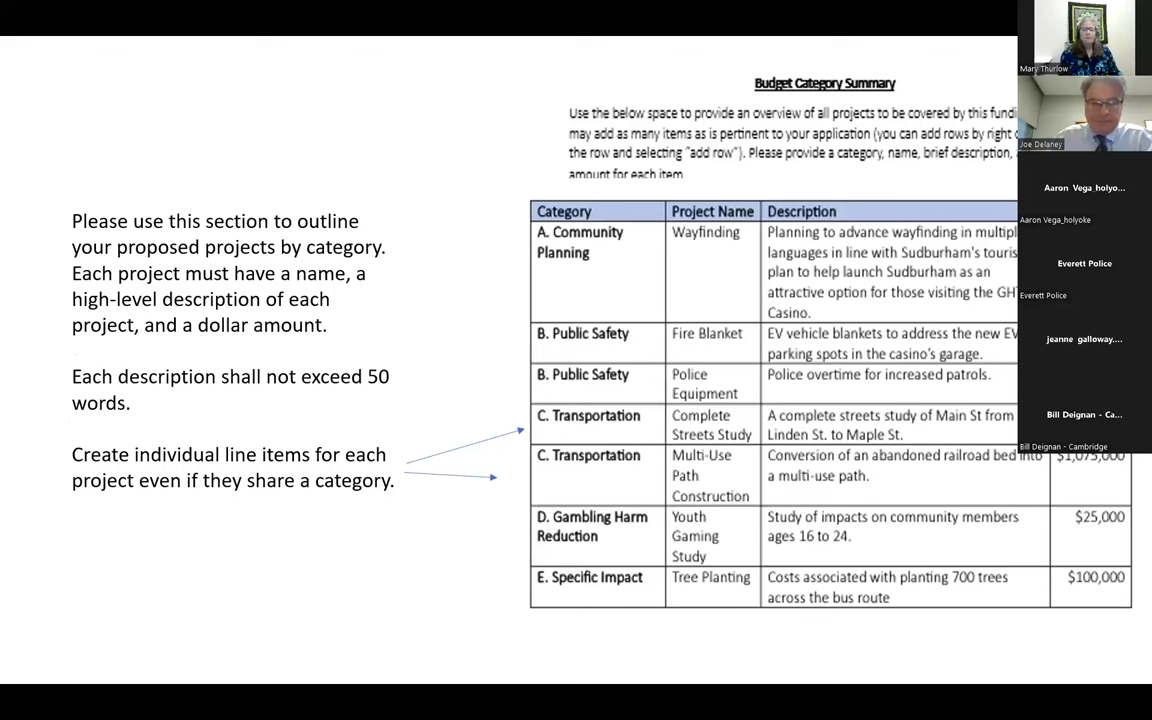 Budget Category Summary
Use the below space to provide an overview of all projects to be covered by this
may add as many items as is pertinent to your application (you can add rows by right
the row and selecting "add row"). Please provide a category, name, brief description,
amount for each item
Please use this section to outline
your proposed projects by category.
Each project must have a name, a
high-level description of each
project, and a dollar amount.
Each description shall not exceed 50
words.
Create individual line items for each
project even if they share a category.
Category Project Name Description
A. Community Planning Wayfinding Planning to advance wayfinding in
languages in line with Sudburham's
plan to help launch Sudburham as an
attractive option for those visiting the
Casino.
B. Public Safety Fire Blanket EV vehicle blankets to address the new EV
parking spots in the casino's garage.
B. Public Safety Police Equipment Police overtime for increased patrols.
C. Transportation Complete Streets Study A complete streets study of Main St from
Linden St. to Maple St.
C. Transportation Multi-Use Path Construction Conversion of an abandoned railroad bed into
a multi-use path. $1,075,000
D. Gambling Harm Reduction Youth Gaming Study Study of impacts on community members
ages 16 to 24. $25,000
E. Specific Impact Tree Planting Costs associated with planting 700 trees
across the bus route $100,000
Mary Thurlow
Joe Delaney
Aaron Vega_holyo...
Aaron Vega_holyoke
Everett Police
Everett Police
jeanne galloway....
Bill Deignan - Ca...
Bill Deignan - Cambridge